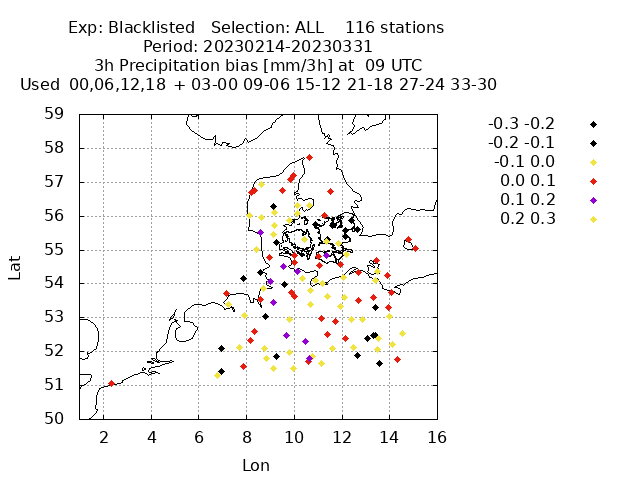 Exp: Blacklisted   Selection: ALL    116 stations
Period: 20230214-20230331
3h Precipitation bias [mm/3h] at  09 UTC
Used  00,06,12,18  + 03-00 09-06 15-12 21-18 27-24 33-30
-0.3 -0.2
-0.2 -0.1
-0.1 0.0
0.0 0.1
0.1 0.2
0.2 0.3
59
58
57
56
55
54
53
52
51
50
Lat
2 4 6 8 10 12 14 16
Lon